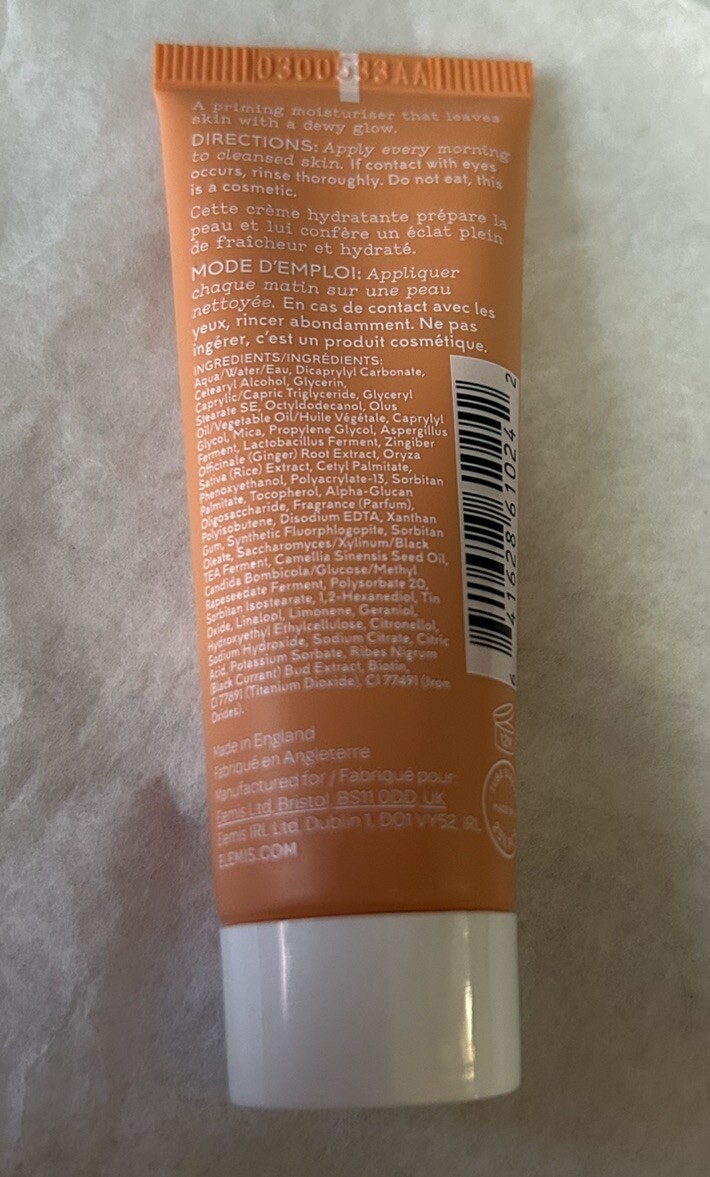 0300533AA
A priming moisturiser that leaves
skin with a dewy glow.
DIRECTIONS: Apply every morning
to cleansed skin. If contact with eyes
occurs, rinse thoroughly. Do not eat, this
is a cosmetic.
Cette crème hydratante prépare la
peau et lui confère un éclat plein
de fraîcheur et hydraté.
MODE D'EMPLOI: Appliquer
chaque matin sur une peau
nettoyée. En cas de contact avec les
yeux, rincer abondamment. Ne pas
ingérer, c'est un produit cosmétique.
INGREDIENTS/INGRÉDIENTS:
Aqua/Water/Eau, Dicaprylyl Carbonate,
Cetearyl Alcohol, Glycerin,
Caprylic/Capric Triglyceride, Glyceryl
Stearate SE, Octyldodecanol, Olus
Oil/Vegetable Oil/Huile Végétale, Caprylyl
Glycol, Mica, Propylene Glycol, Aspergillus
Ferment, Lactobacillus Ferment, Zingiber
Officinale (Ginger) Root Extract, Oryza
Sativa (Rice) Extract, Cetyl Palmitate,
Phenoxyethanol, Polyacrylate-13, Sorbitan
Palmitate, Tocopherol, Alpha-Glucan
Oligosaccharide, Fragrance (Parfum),
Polyisobutene, Disodium EDTA, Xanthan
Gum, Synthetic Fluorphlogopite, Sorbitan
Oleate, Saccharomyces/Xylinum/Black
TEA Ferment, Camellia Sinensis Seed Oil,
Candida Bombicola/Glucose/Methyl
Rapeseedate Ferment, Polysorbate 20,
Sorbitan Isostearate, 1,2-Hexanediol, Tin
Oxide, Linalool, Limonene, Geraniol,
Hydroxyethyl Ethylcellulose, Citronellol,
Sodium Hydroxide, Sodium Citrate, Citric
Acid, Potassium Sorbate, Ribes Nigrum
(Black Currant) Bud Extract, Biotin,
CI 77891 (Titanium Dioxide), CI 77491 (Iron
Oxides).
6 41628 61024 2
Made in England
Fabriqué en Angleterre
Manufactured for / Fabriqué pour:
Elemis Ltd, Bristol, BS11 0DD, UK
Elemis IRL Ltd, Dublin 1, D01 VY52, IRL
ELEMIS.COM